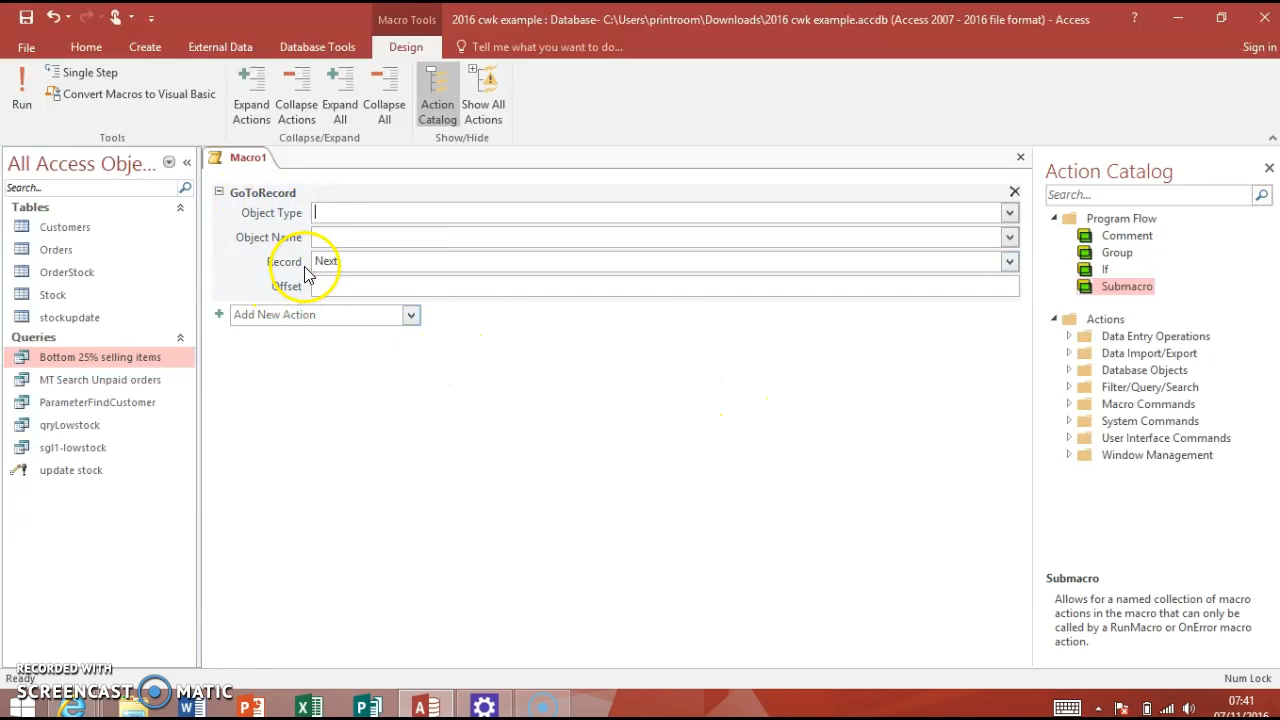 Macro Tools
2016 cwk example : Database- C:\Users\printroom\Downloads\2016 cwk example.accdb (Access 2007 - 2016 file format) - Access
?
File Home Create External Data Database Tools Design Tell me what you want to do... Sign in
Run
Single Step
Convert Macros to Visual Basic
Expand Actions
Collapse Actions
Expand All
Collapse All
Action Catalog
Show All Actions
Tools
Collapse/Expand
Show/Hide
All Access Obje...
Search...
Tables
Customers
Orders
OrderStock
Stock
stockupdate
Queries
Bottom 25% selling items
MT Search Unpaid orders
ParameterFindCustomer
qryLowstock
sgl1-lowstock
update stock
Macro1
GoToRecord
Object Type
Object Name
Record Next
Offset
Add New Action
Action Catalog
Search...
Program Flow
Comment
Group
If
Submacro
Actions
Data Entry Operations
Data Import/Export
Database Objects
Filter/Query/Search
Macro Commands
System Commands
User Interface Commands
Window Management
Submacro
Allows for a named collection of macro
actions in the macro that can only be
called by a RunMacro or OnError macro
action.
Ready
Num Lock
RECORDED WITH
SCREENCAST MATIC
07:41
07/11/2016